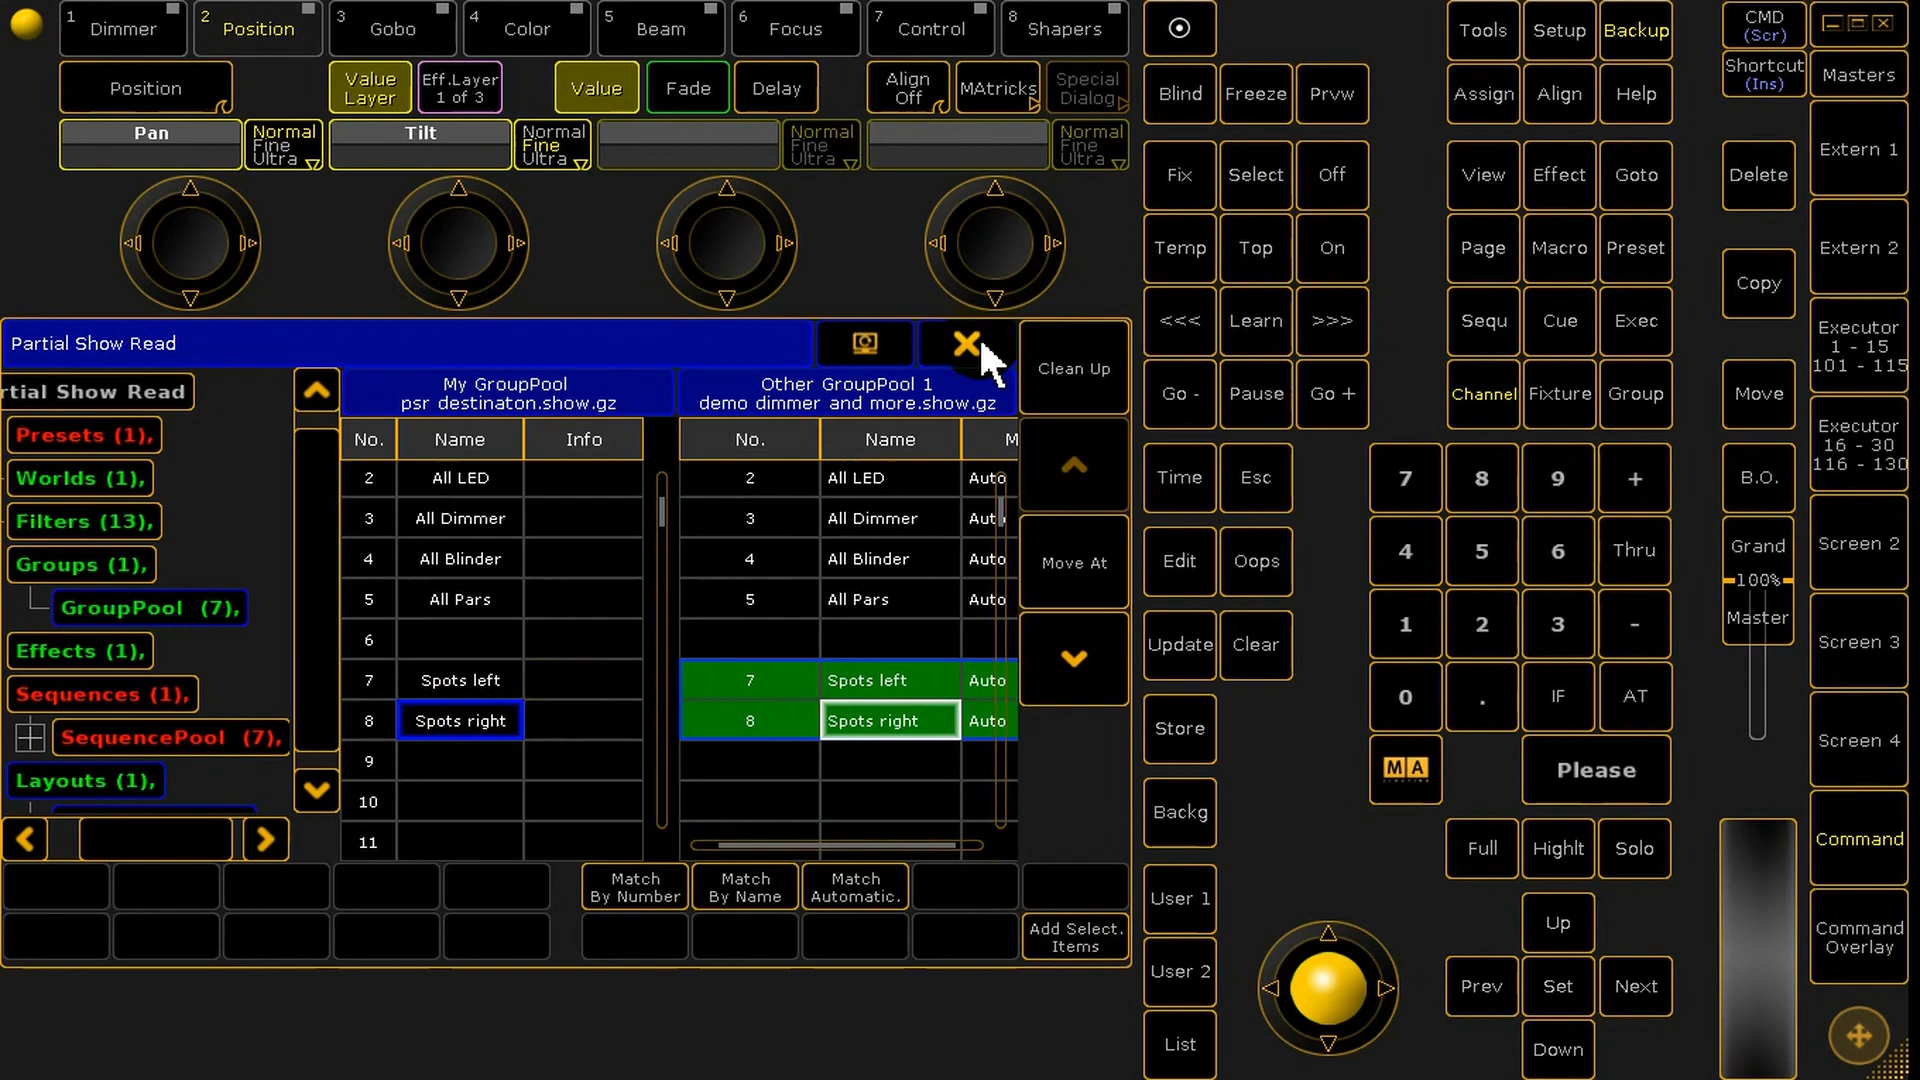 1 Dimmer
2 Position
3 Gobo
4 Color
5 Beam
6 Focus
7 Control
8 Shapers
Position
Value Layer
Eff.Layer 1 of 3
Value
Fade
Delay
Align Off
MAtricks
Special Dialog
Pan
Normal
Fine
Ultra
Tilt
Normal
Fine
Ultra
Normal
Fine
Ultra
Normal
Fine
Ultra
Partial Show Read
rtial Show Read
Presets (1),
Worlds (1),
Filters (13),
Groups (1),
GroupPool (7),
Effects (1),
Sequences (1),
SequencePool (7),
Layouts (1),
My GroupPool
psr destinaton.show.gz
No. Name Info
2 All LED
3 All Dimmer
4 All Blinder
5 All Pars
6
7 Spots left
8 Spots right
9
10
11
Other GroupPool 1
demo dimmer and more.show.gz
No. Name M
2 All LED Auto
3 All Dimmer Auto
4 All Blinder Auto
5 All Pars Auto
7 Spots left Auto
8 Spots right Auto
Clean Up
Move At
Match By Number
Match By Name
Match Automatic.
Add Select. Items
Tools Setup Backup
Blind Freeze Prvw
Assign Align Help
Fix Select Off
View Effect Goto
Temp Top On
Page Macro Preset
<<< Learn >>>
Sequ Cue Exec
Go - Pause Go +
Channel Fixture Group
Time Esc
7 8 9 +
Edit Oops
4 5 6 Thru
Update Clear
1 2 3 -
Store
0 . IF AT
MA
Please
Backg
Full Highlt Solo
User 1
User 2
List
Up
Prev Set Next
Down
CMD
(Scr)
Shortcut
(Ins)
Delete
Copy
Move
B.O.
Grand
100%
Master
Masters
Extern 1
Extern 2
Executor
1 - 15
101 - 115
Executor
16 - 30
116 - 130
Screen 2
Screen 3
Screen 4
Command
Command
Overlay